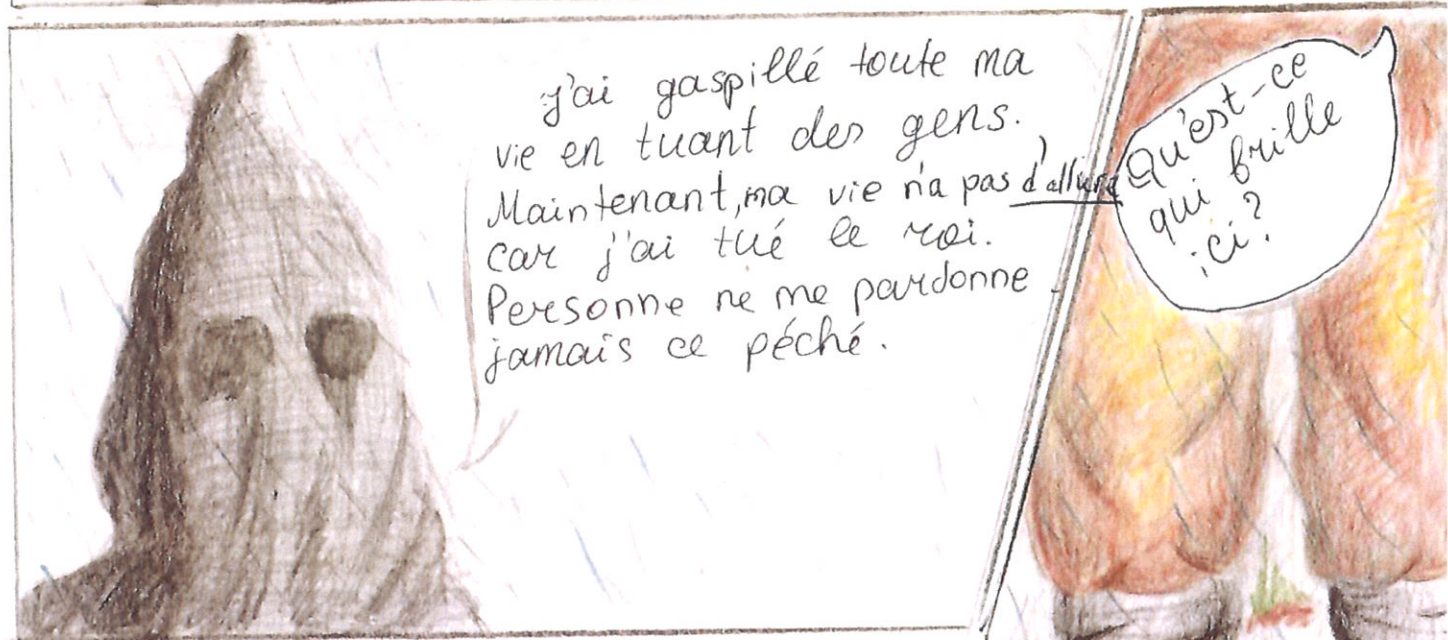 J'ai gaspillé toute ma
vie en tuant des gens.
Maintenant, ma vie n'a pas d'allure,
car j'ai tué le roi.
Personne ne me pardonne
jamais ce péché.
Qu'est-ce
qui brille
ici?